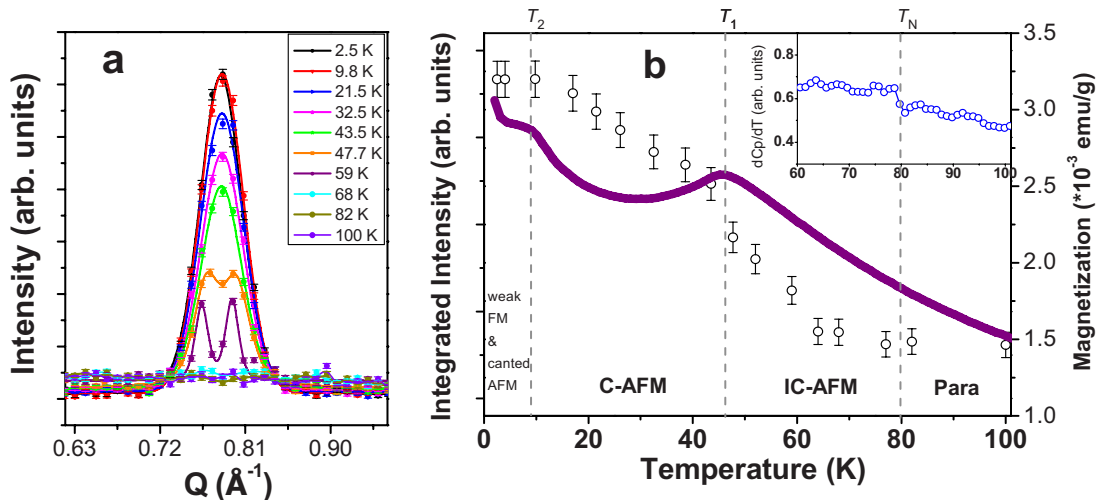 a
Intensity (arb. units)
2.5 K
9.8 K
21.5 K
32.5 K
43.5 K
47.7 K
59 K
68 K
82 K
100 K
0.63 0.72 0.81 0.90
Q (Å⁻¹)
b
T₂ T₁ T_N
Integrated Intensity (arb. units)
3.5
3.0
2.5
2.0
1.5
1.0
Magnetization (*10⁻³ emu/g)
dCp/dT (arb. units)
0.8
0.6
0.4
60 70 80 90 100
weak
FM
&
canted
AFM
C-AFM IC-AFM Para
0 20 40 60 80 100
Temperature (K)